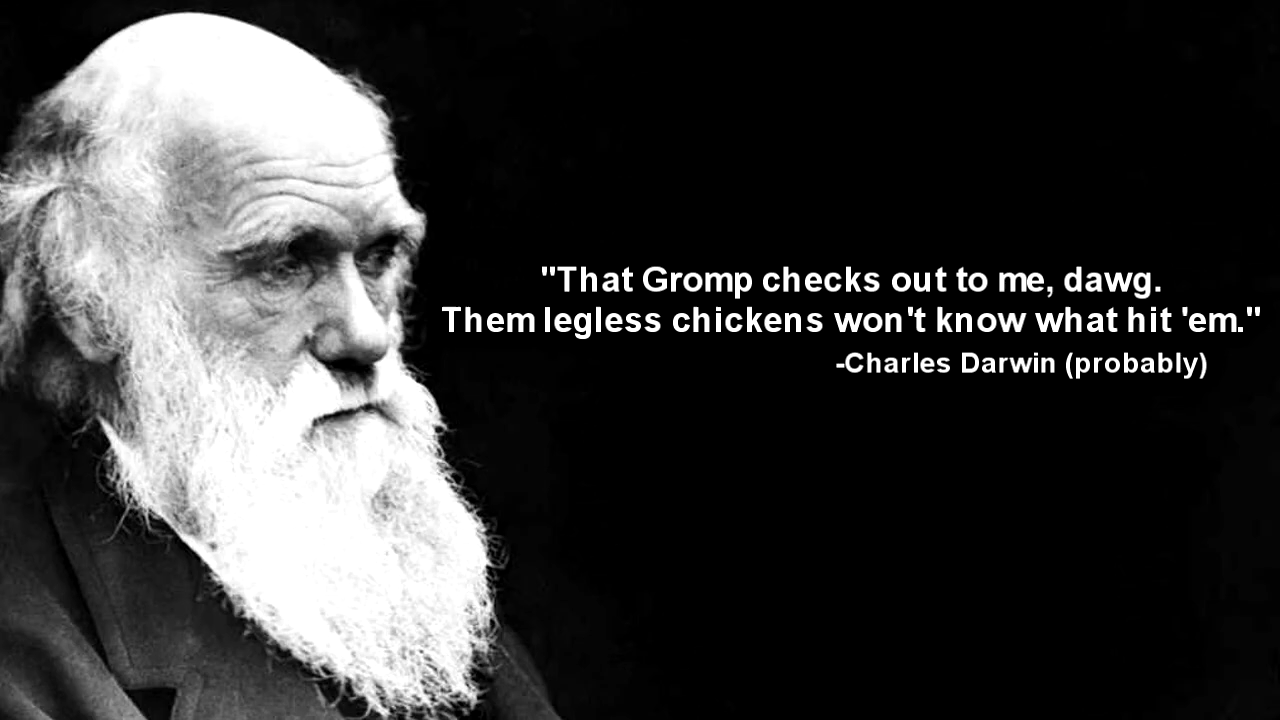 "That Gromp checks out to me, dawg.
Them legless chickens won't know what hit 'em."
-Charles Darwin (probably)